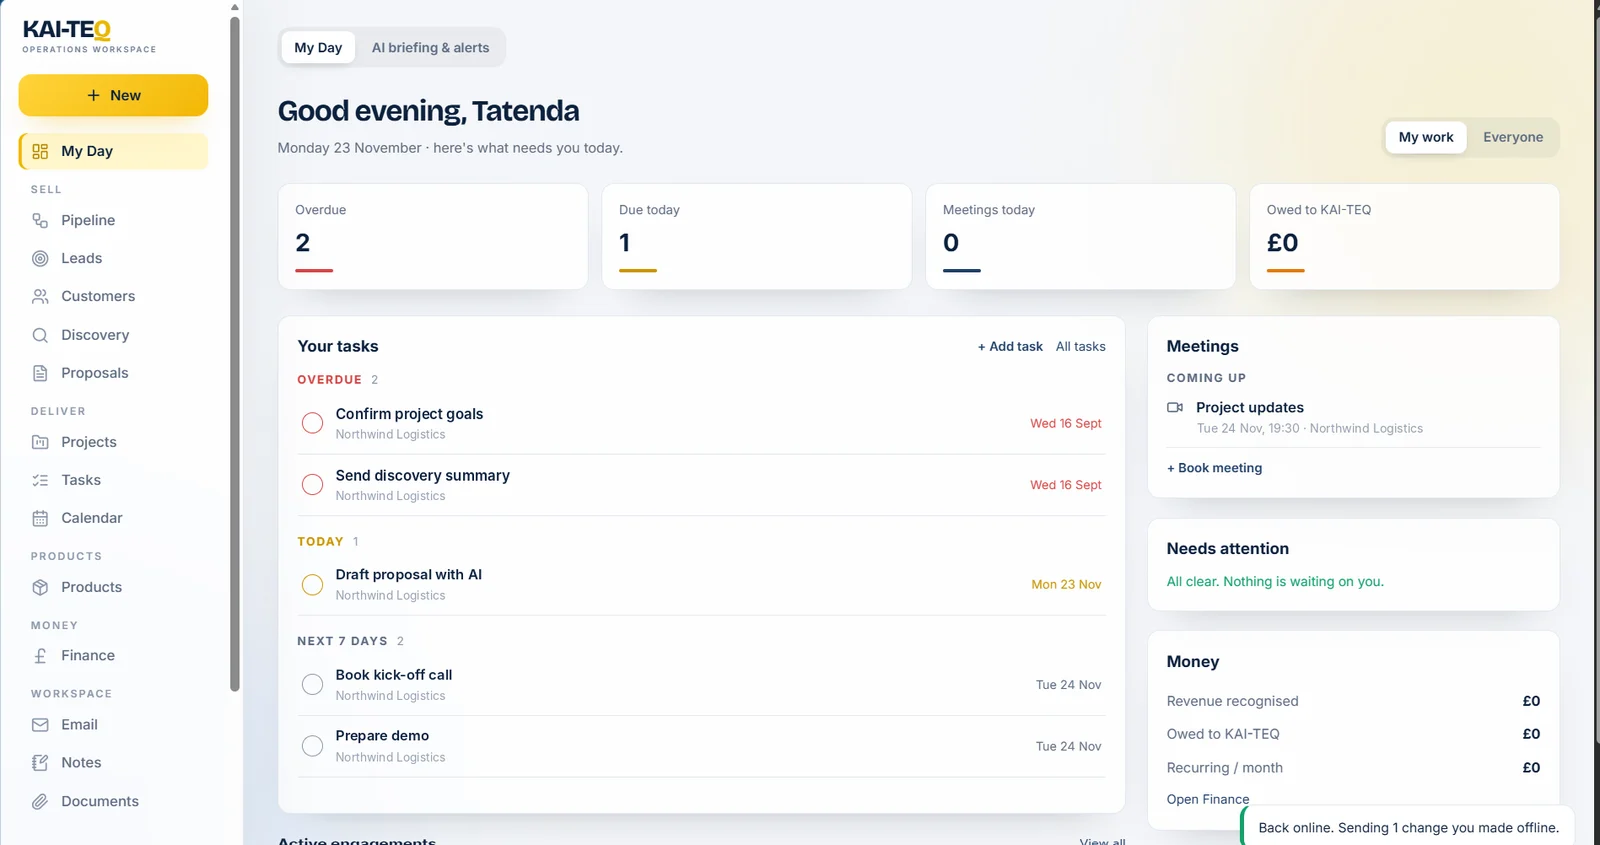 KAI-TEQ
OPERATIONS WORKSPACE
+ New
My Day
SELL
Pipeline
Leads
Customers
Discovery
Proposals
DELIVER
Projects
Tasks
Calendar
PRODUCTS
Products
MONEY
Finance
WORKSPACE
Email
Notes
Documents
My Day AI briefing & alerts
Good evening, Tatenda
Monday 23 November · here's what needs you today.
My work Everyone
Overdue
2
Due today
1
Meetings today
0
Owed to KAI-TEQ
£0
Your tasks
+ Add task All tasks
OVERDUE 2
Confirm project goals
Northwind Logistics
Wed 16 Sept
Send discovery summary
Northwind Logistics
Wed 16 Sept
TODAY 1
Draft proposal with AI
Northwind Logistics
Mon 23 Nov
NEXT 7 DAYS 2
Book kick-off call
Northwind Logistics
Tue 24 Nov
Prepare demo
Northwind Logistics
Tue 24 Nov
Active engagements
View all
Meetings
COMING UP
Project updates
Tue 24 Nov, 19:30 · Northwind Logistics
+ Book meeting
Needs attention
All clear. Nothing is waiting on you.
Money
Revenue recognised £0
Owed to KAI-TEQ £0
Recurring / month £0
Open Finance
Back online. Sending 1 change you made offline.